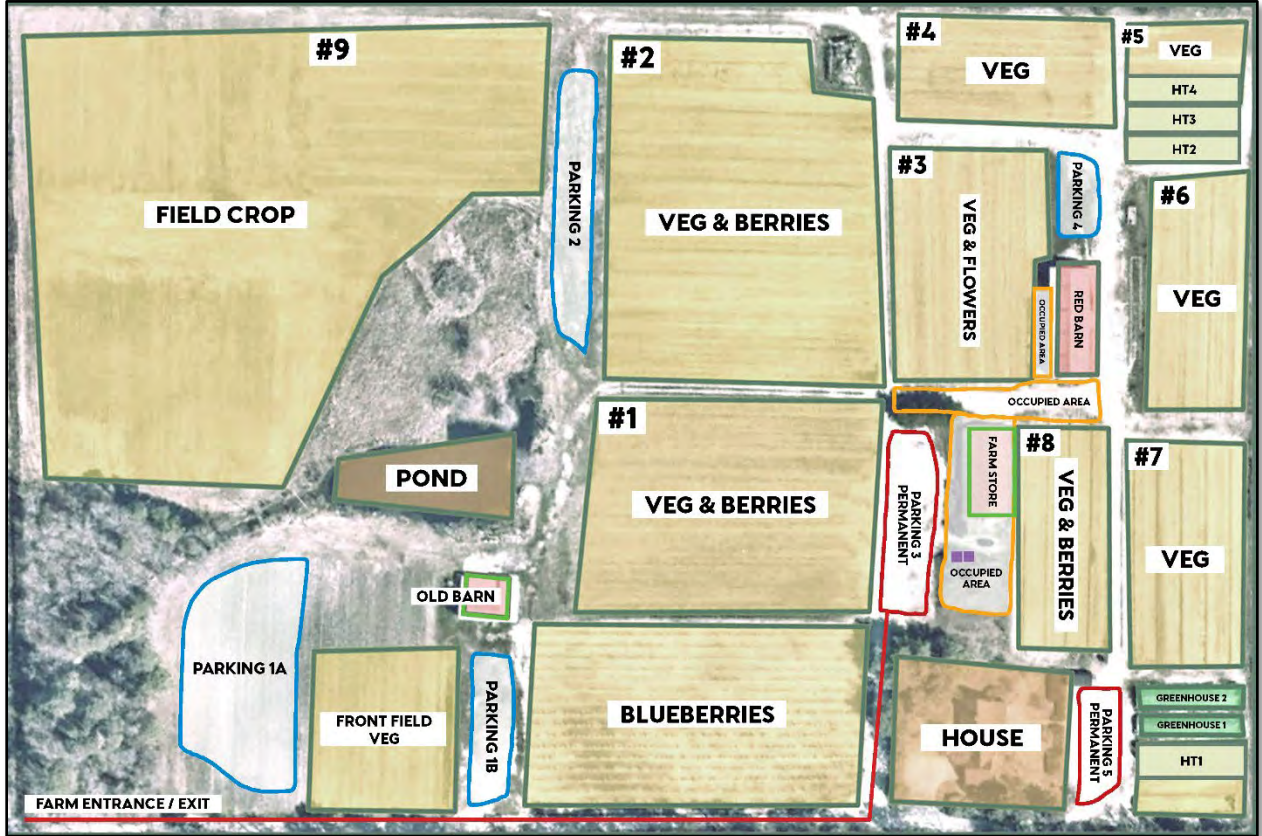 #9
FIELD CROP
PARKING 2
#2
VEG & BERRIES
#4
VEG
#5
VEG
HT4
HT3
HT2
#3
VEG & FLOWERS
PARKING 4
#6
VEG
OCCUPIED AREA
RED BARN
OCCUPIED AREA
#1
VEG & BERRIES
POND
PARKING 3
PERMANENT
FARM STORE
OCCUPIED
AREA
#8
VEG & BERRIES
#7
VEG
OLD BARN
PARKING 1A
FRONT FIELD
VEG
PARKING 1B
BLUEBERRIES
HOUSE
PARKING 5
PERMANENT
GREENHOUSE 2
GREENHOUSE 1
HT1
FARM ENTRANCE / EXIT